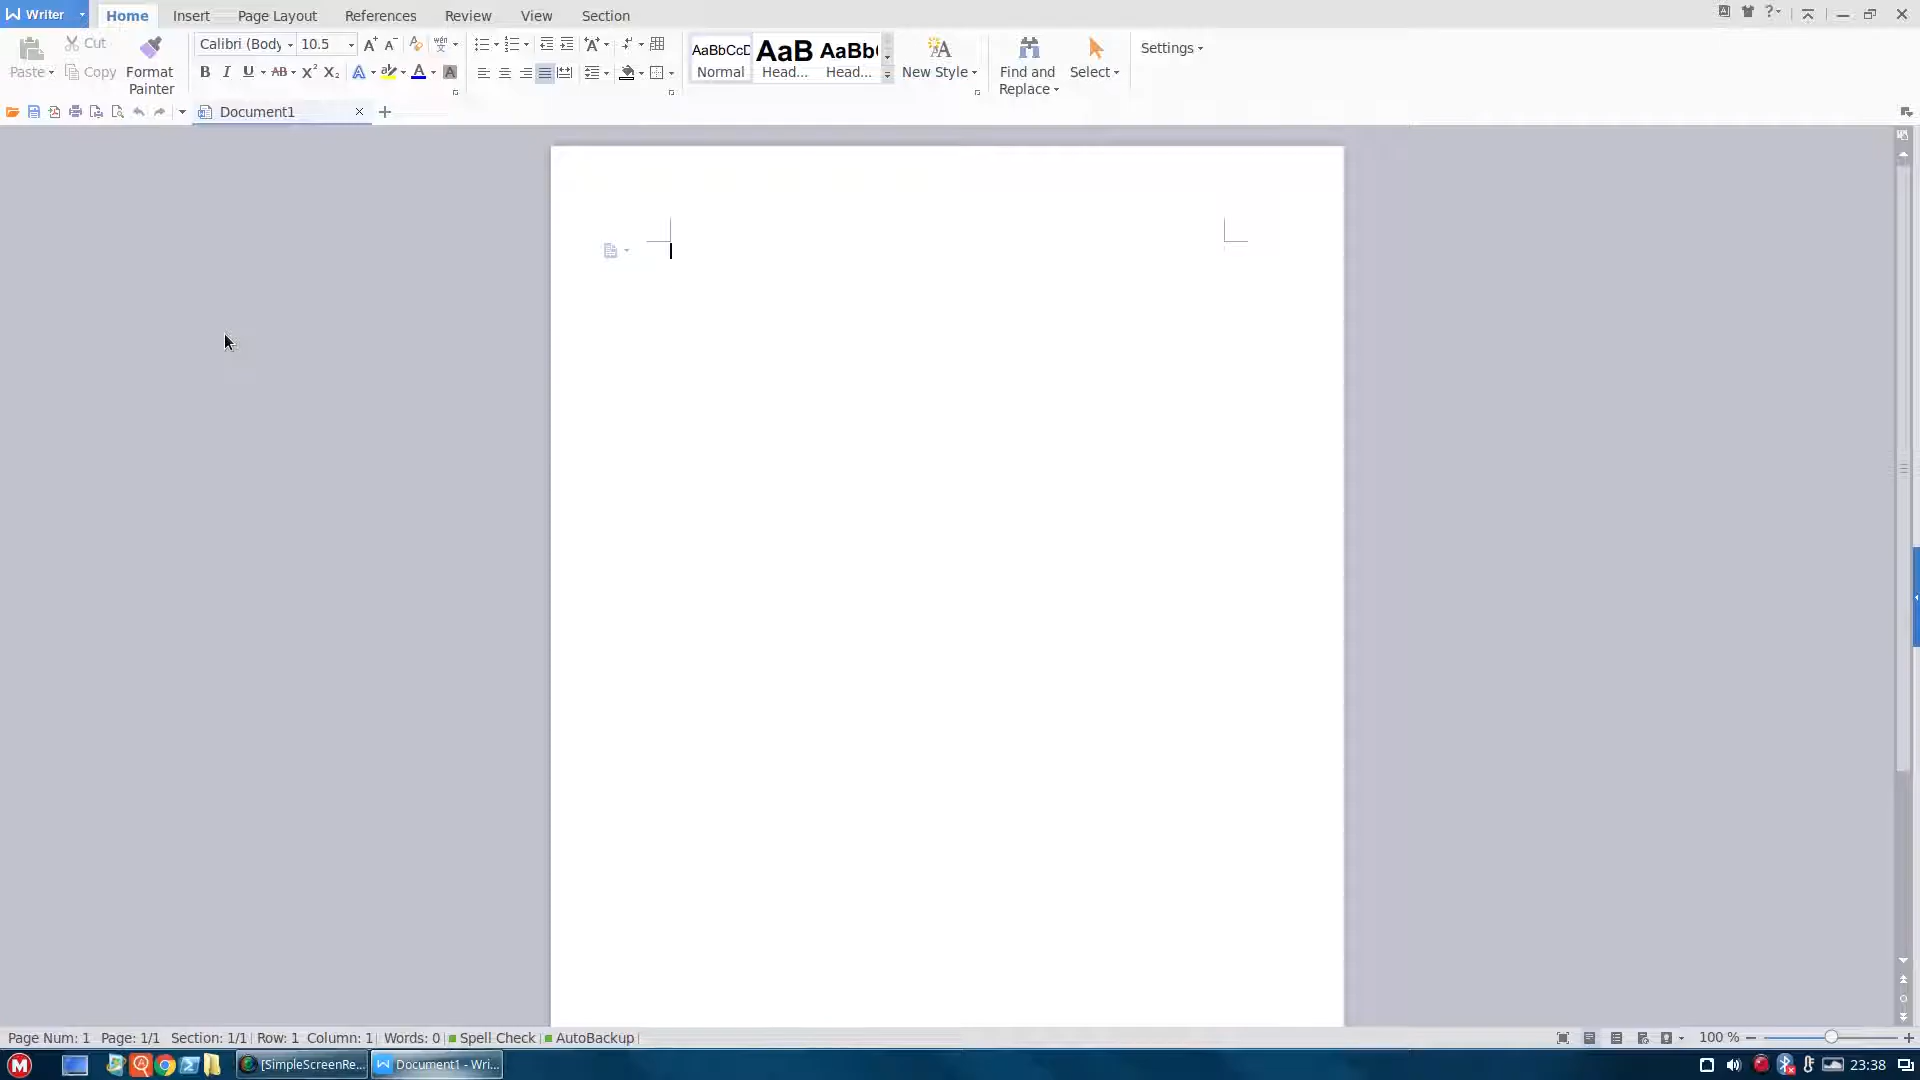 Writer
Home
Insert
Page Layout
References
Review
View
Section
Paste
Cut
Copy
Format
Painter
Calibri (Body
10.5
AaBbCcD
Normal
AaB
Head...
AaBb(
Head...
New Style
Find and
Replace
Select
Settings
Document1
Page Num: 1
Page: 1/1
Section: 1/1
Row: 1
Column: 1
Words: 0
Spell Check
AutoBackup
100 %
[SimpleScreenRe...
Document1 - Wri...
23:38